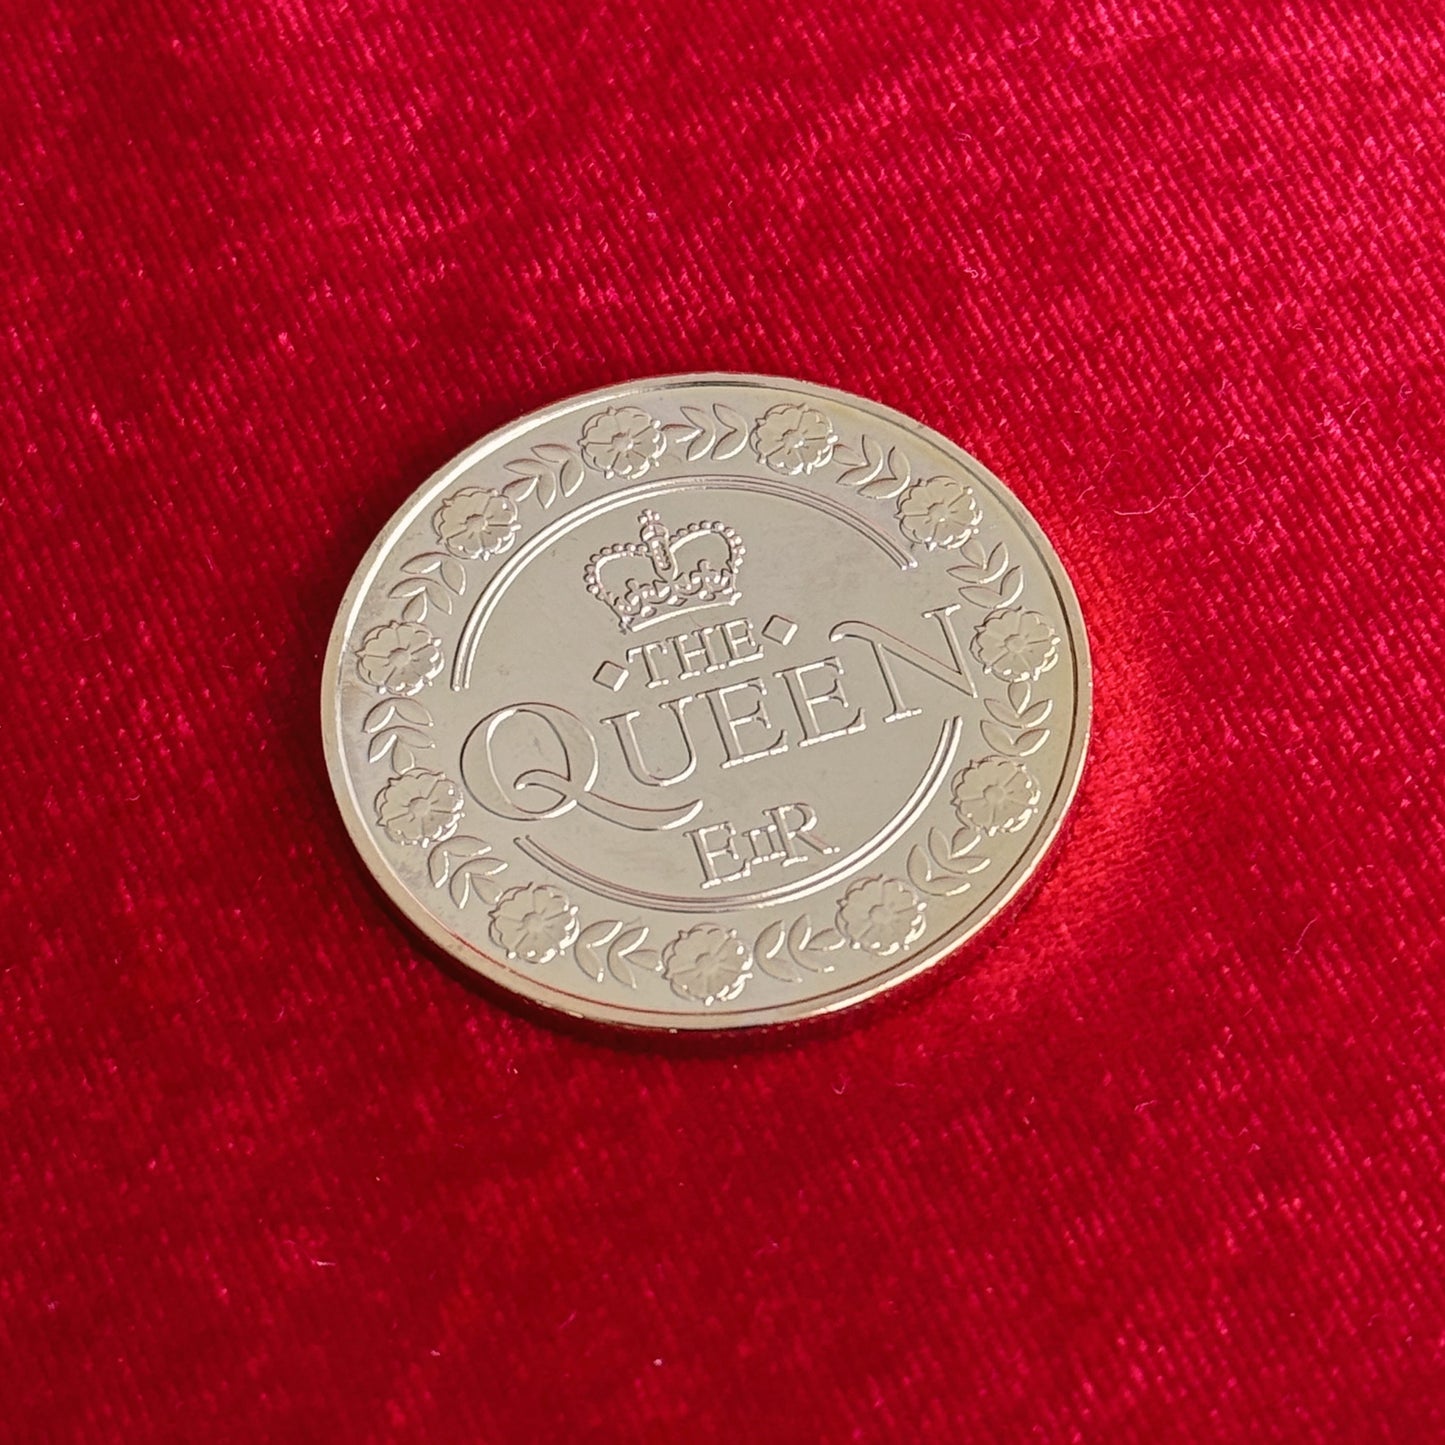 THE
QUEEN
EIIR